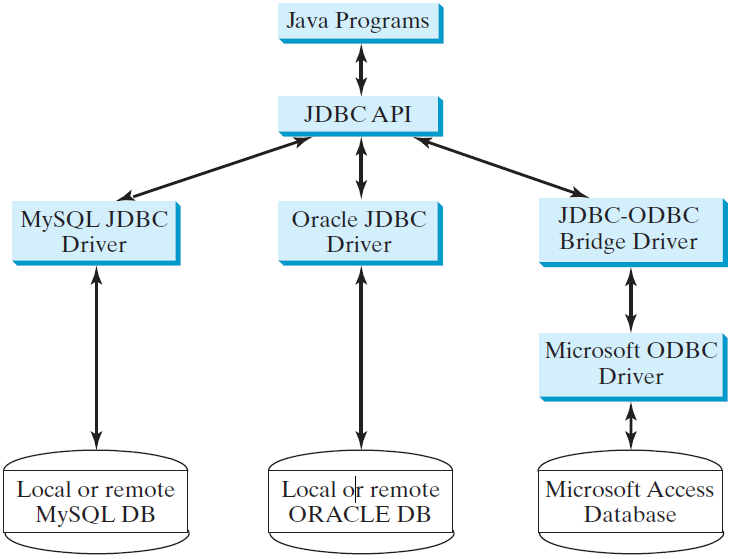 Java Programs
JDBC API
MySQL JDBC
Driver
Oracle JDBC
Driver
JDBC-ODBC
Bridge Driver
Microsoft ODBC
Driver
Local or remote
MySQL DB
Local or remote
ORACLE DB
Microsoft Access
Database